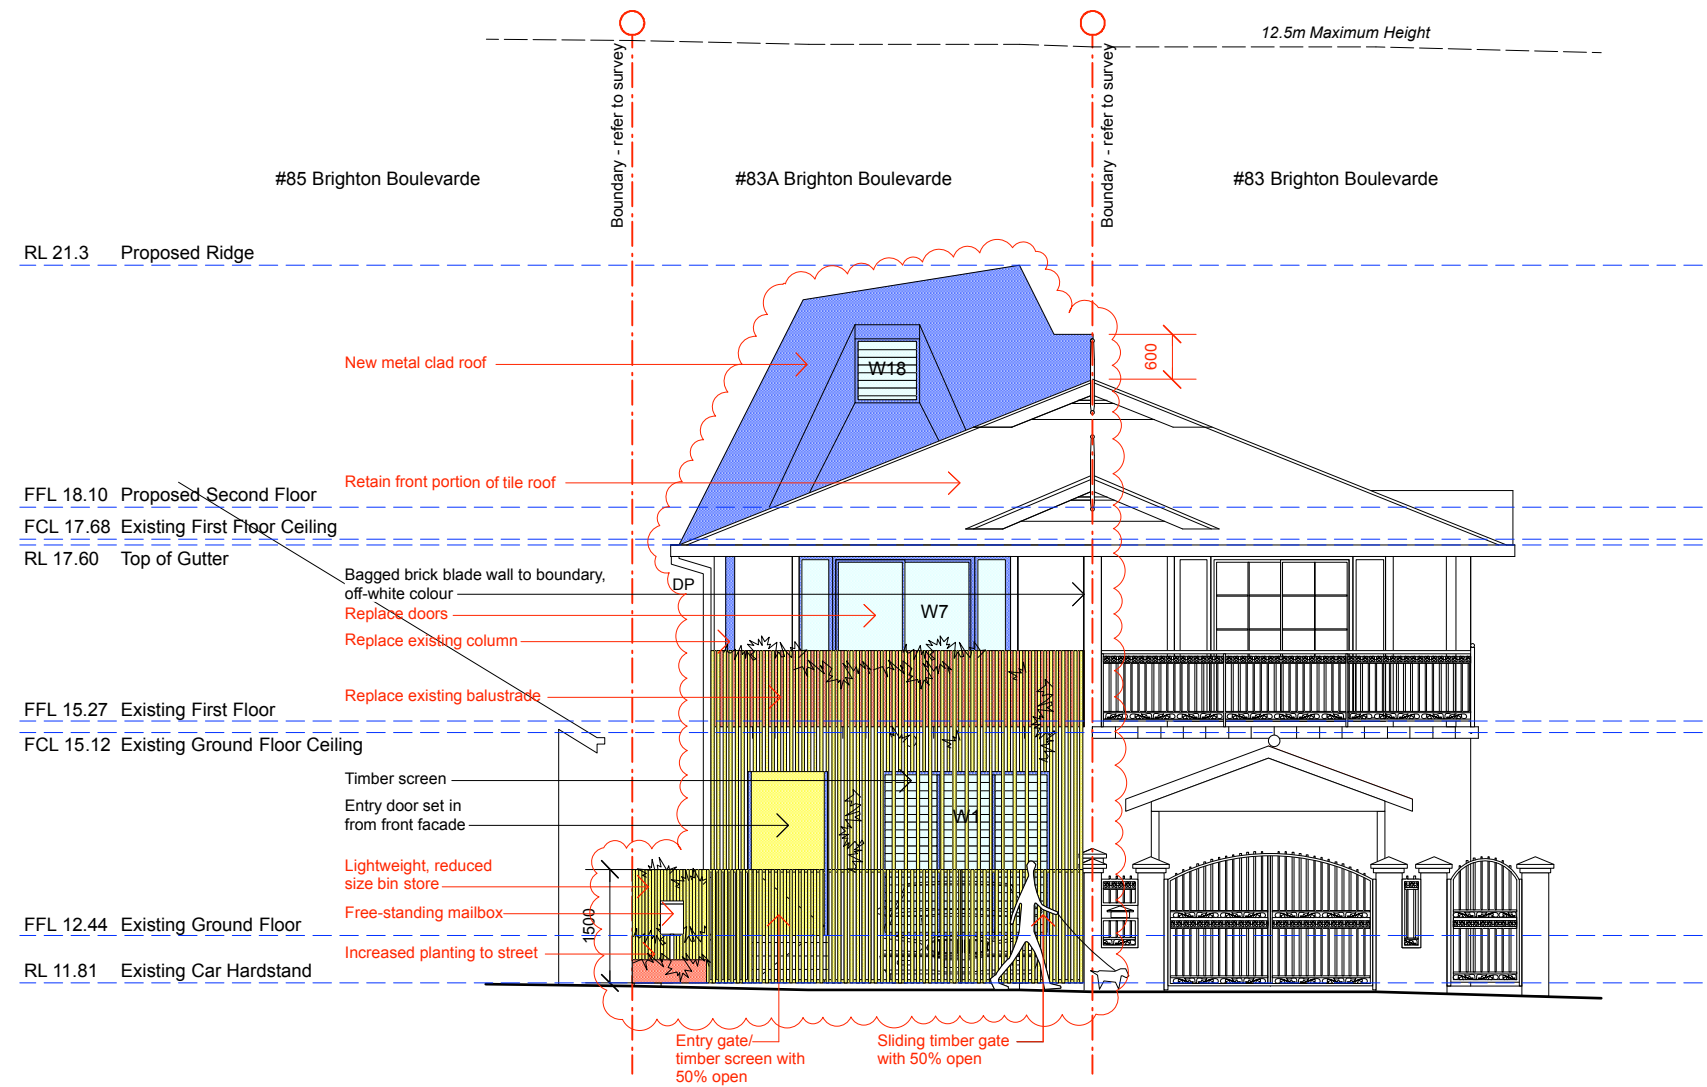 12.5m Maximum Height
Boundary - refer to survey
Boundary - refer to survey
#85 Brighton Boulevarde
#83A Brighton Boulevarde
#83 Brighton Boulevarde
RL 21.3 Proposed Ridge
New metal clad roof
W18
600
Retain front portion of tile roof
FFL 18.10 Proposed Second Floor
FCL 17.68 Existing First Floor Ceiling
RL 17.60 Top of Gutter
Bagged brick blade wall to boundary,
off-white colour
DP
Replace doors
W7
Replace existing column
Replace existing balustrade
FFL 15.27 Existing First Floor
FCL 15.12 Existing Ground Floor Ceiling
Timber screen
Entry door set in
from front facade
W1
Lightweight, reduced
size bin store
Free-standing mailbox
1500
FFL 12.44 Existing Ground Floor
Increased planting to street
RL 11.81 Existing Car Hardstand
Entry gate/
timber screen with
50% open
Sliding timber gate
with 50% open